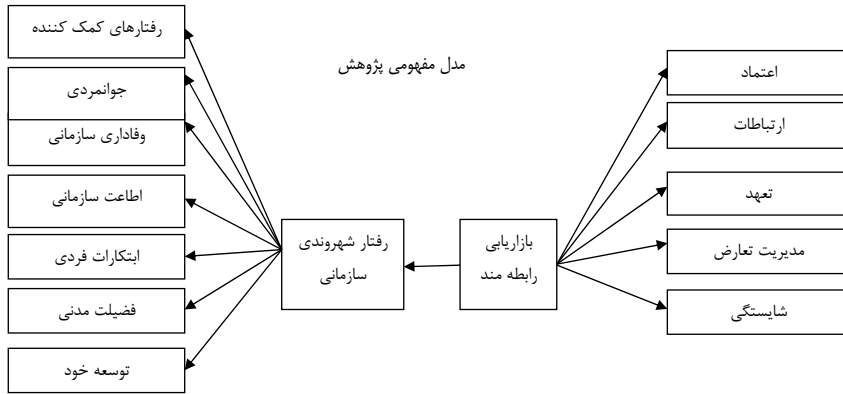 مدل مفهومی پژوهش
اعتماد
ارتباطات
تعهد
مدیریت تعارض
شایستگی
بازاریابی
رابطه مند
رفتار شهروندی
سازمانی
رفتارهای کمک کننده
جوانمردی
وفاداری سازمانی
اطاعت سازمانی
ابتکارات فردی
فضیلت مدنی
توسعه خود